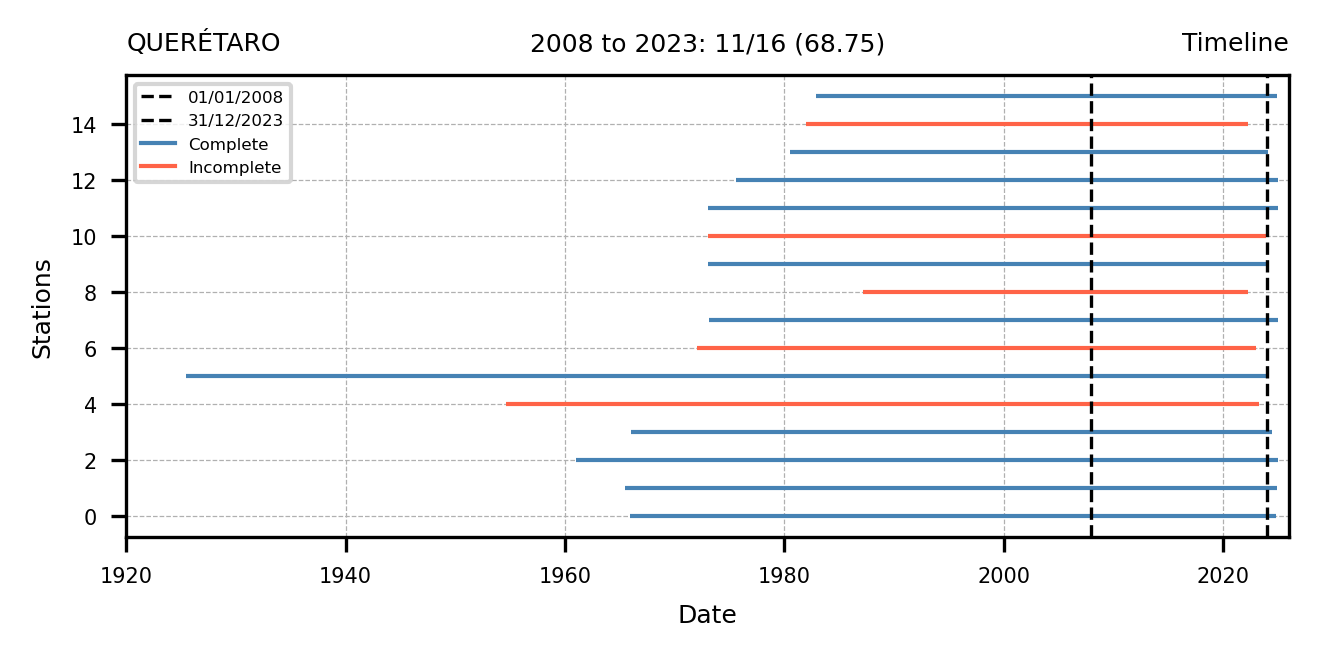 QUERÉTARO
2008 to 2023: 11/16 (68.75)
Timeline
01/01/2008
31/12/2023
Complete
Incomplete
14
12
10
8
6
4
2
0
Stations
1920
1940
1960
1980
2000
2020
Date